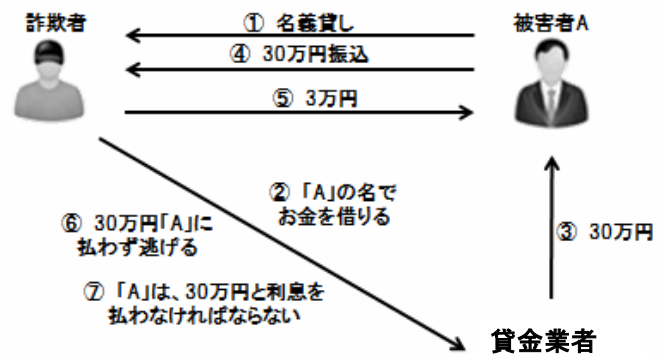 詐欺者
被害者A
① 名義貸し
④ 30万円振込
⑤ 3万円
② 「A」の名で
お金を借りる
③ 30万円
⑥ 30万円「A」に
払わず逃げる
⑦ 「A」は、30万円と利息を
払わなければならない
貸金業者